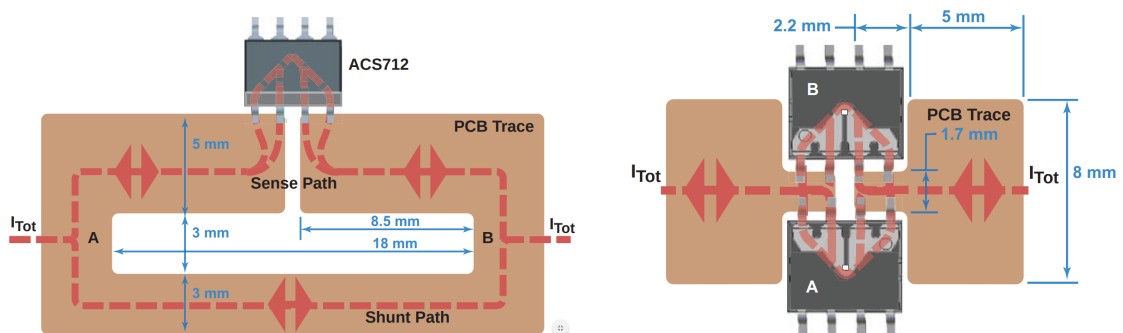 ACS712
PCB Trace
5 mm
Sense Path
I_Tot
A
3 mm
8.5 mm
18 mm
B
I_Tot
3 mm
Shunt Path
2.2 mm
5 mm
B
PCB Trace
1.7 mm
I_Tot
I_Tot
8 mm
A